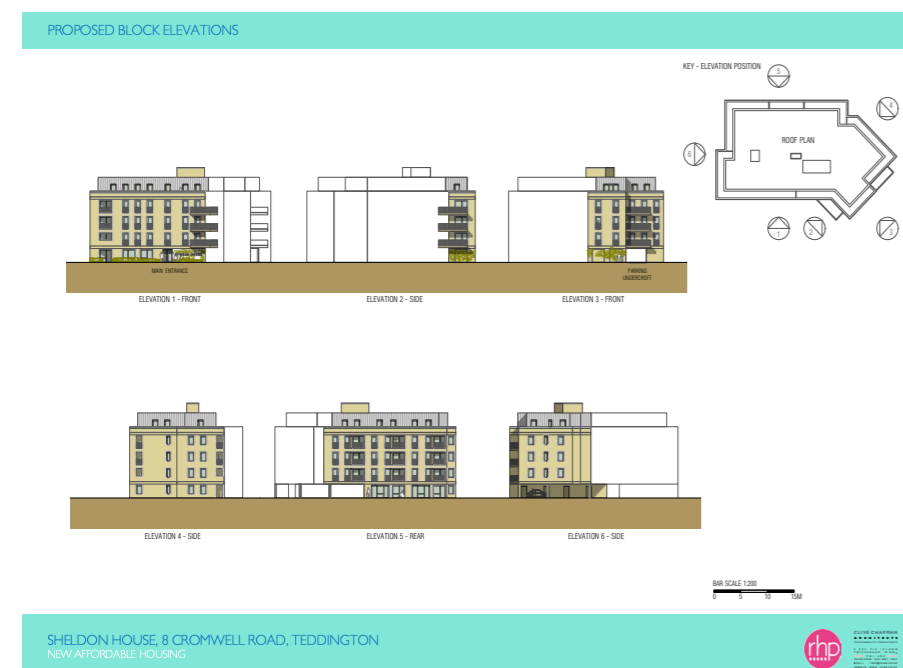 PROPOSED BLOCK ELEVATIONS
KEY - ELEVATION POSITION
5
4
ROOF PLAN
6
1
2
3
MAIN ENTRANCE
PARKING
UNDERCROFT
ELEVATION 1 - FRONT
ELEVATION 2 - SIDE
ELEVATION 3 - FRONT
ELEVATION 4 - SIDE
ELEVATION 5 - REAR
ELEVATION 6 - SIDE
BAR SCALE 1:200
0 5 10 15M
SHELDON HOUSE, 8 CROMWELL ROAD, TEDDINGTON
NEW AFFORDABLE HOUSING
rhp
CLIVE CHAPMAN
ARCHITECTS